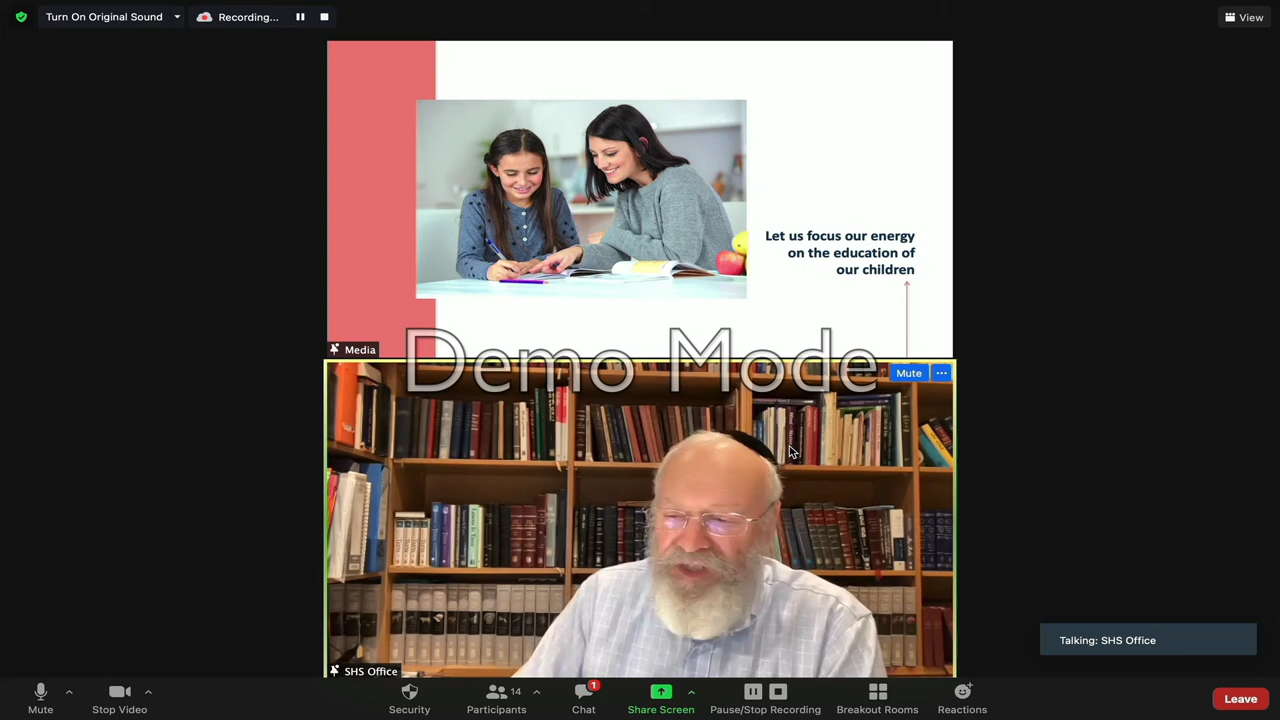 Turn On Original Sound
Recording...
View
Let us focus our energy
on the education of
our children
Media
Demo Mode
Mute
SHS Office
Talking: SHS Office
Mute
Stop Video
Security
Participants
14
Chat
1
Share Screen
Pause/Stop Recording
Breakout Rooms
Reactions
Leave